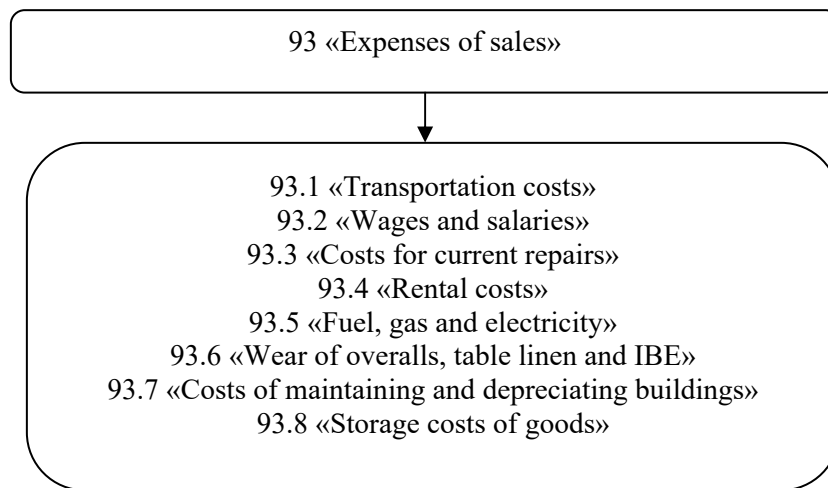 93 «Expenses of sales»
93.1 «Transportation costs»
93.2 «Wages and salaries»
93.3 «Costs for current repairs»
93.4 «Rental costs»
93.5 «Fuel, gas and electricity»
93.6 «Wear of overalls, table linen and IBE»
93.7 «Costs of maintaining and depreciating buildings»
93.8 «Storage costs of goods»